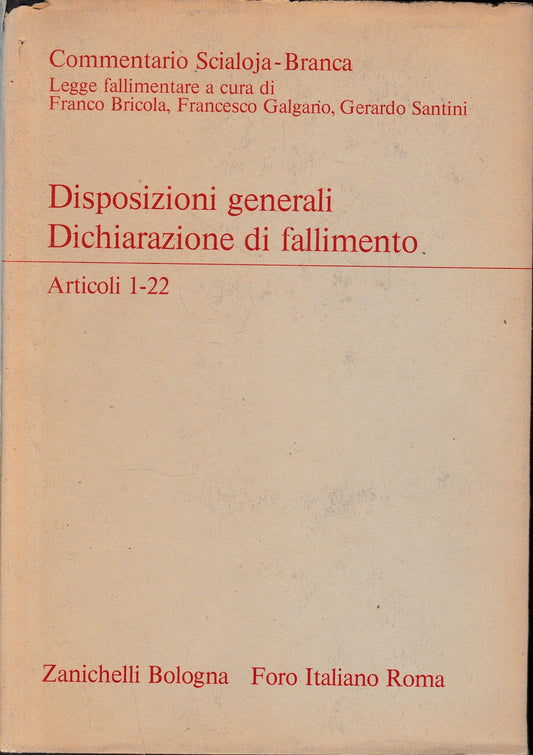 Commentario Scialoja-Branca
Legge fallimentare a cura di
Franco Bricola, Francesco Galgano, Gerardo Santini
Disposizioni generali
Dichiarazione di fallimento
Articoli 1-22
Zanichelli Bologna Foro Italiano Roma